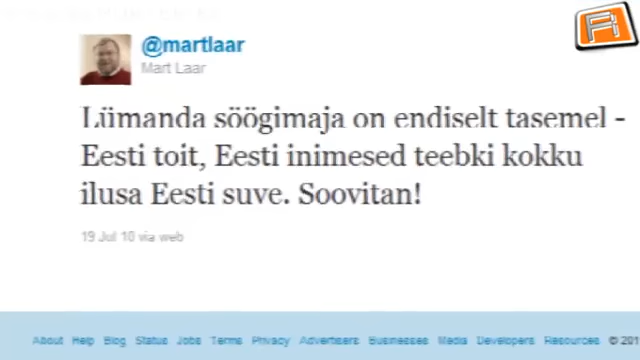 @martlaar
Mart Laar
Lümanda söögimaja on endiselt tasemel -
Eesti toit, Eesti inimesed teebki kokku
ilusa Eesti suve. Soovitan!
19 Jul 10 via web
About Help Blog Status Jobs Terms Privacy Advertisers Businesses Media Developers Resources © 201